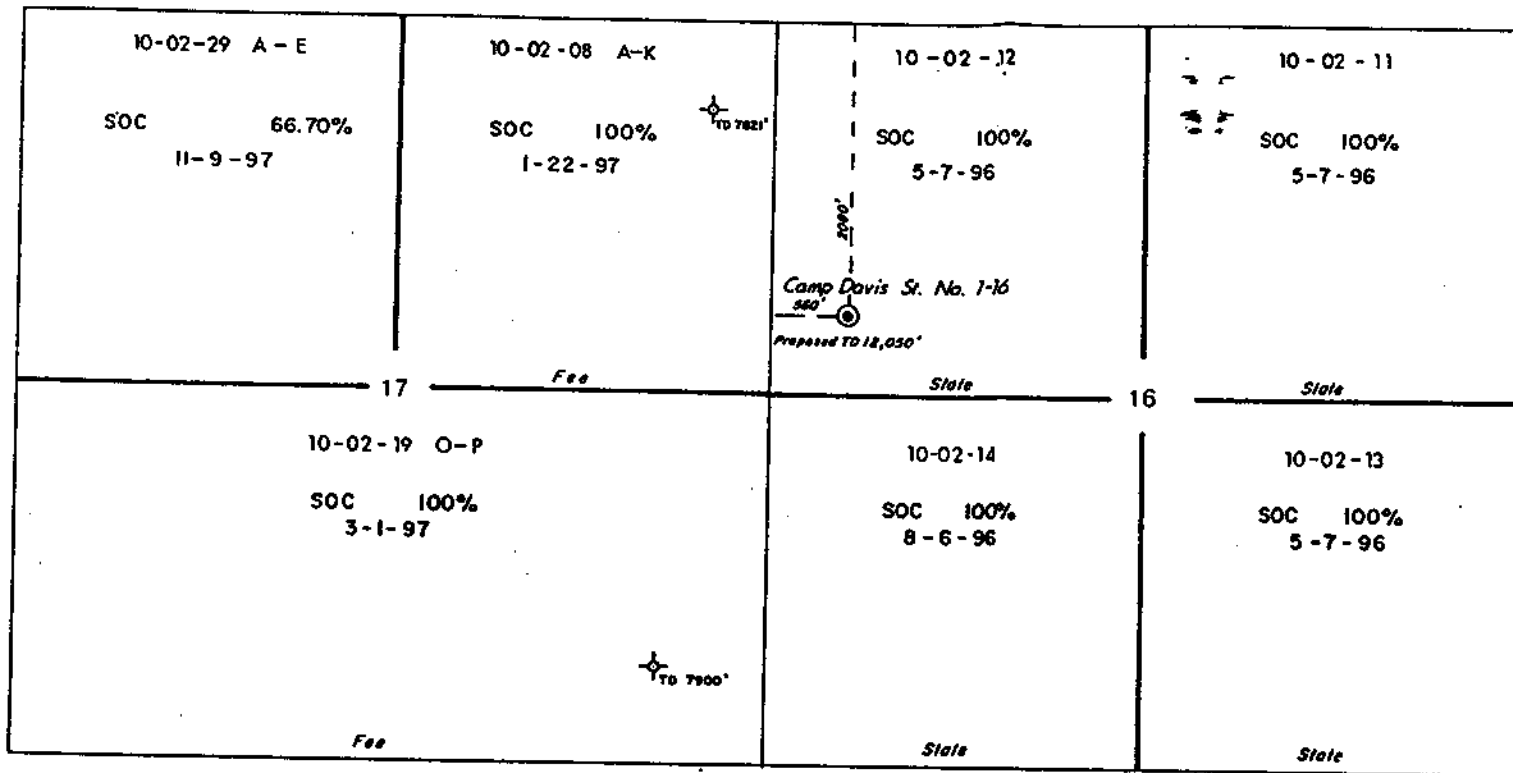 10-02-29 A-E
SOC 66.70%
11-9-97
10-02-08 A-K
SOC 100%
1-22-97
TD 7821'
Fee
10-02-12
SOC 100%
5-7-96
2080'
Camp Davis St. No. 1-16
560'
Proposed TD 12,050'
State
10-02-11
SOC 100%
5-7-96
State
17
16
10-02-19 O-P
SOC 100%
3-1-97
TD 7900'
Fee
10-02-14
SOC 100%
8-6-96
State
10-02-13
SOC 100%
5-7-96
State